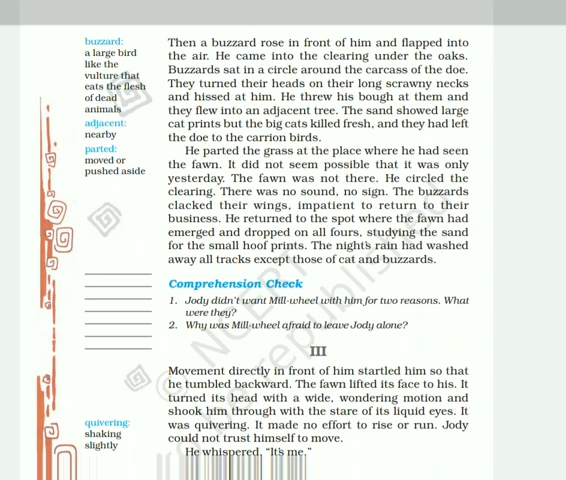 buzzard:
a large bird
like the
vulture that
eats the flesh
of dead
animals
adjacent:
nearby
parted:
moved or
pushed aside
Then a buzzard rose in front of him and flapped into
the air. He came into the clearing under the oaks.
Buzzards sat in a circle around the carcass of the doe.
They turned their heads on their long scrawny necks
and hissed at him. He threw his bough at them and
they flew into an adjacent tree. The sand showed large
cat prints but the big cats killed fresh, and they had left
the doe to the carrion birds.
He parted the grass at the place where he had seen
the fawn. It did not seem possible that it was only
yesterday. The fawn was not there. He circled the
clearing. There was no sound, no sign. The buzzards
clacked their wings, impatient to return to their
business. He returned to the spot where the fawn had
emerged and dropped on all fours, studying the sand
for the small hoof prints. The night's rain had washed
away all tracks except those of cat and buzzards.
Comprehension Check
1. Jody didn't want Mill-wheel with him for two reasons. What
were they?
2. Why was Mill-wheel afraid to leave Jody alone?
III
quivering:
shaking
slightly
Movement directly in front of him startled him so that
he tumbled backward. The fawn lifted its face to his. It
turned its head with a wide, wondering motion and
shook him through with the stare of its liquid eyes. It
was quivering. It made no effort to rise or run. Jody
could not trust himself to move.
He whispered, "It's me."
© NCERT
republished